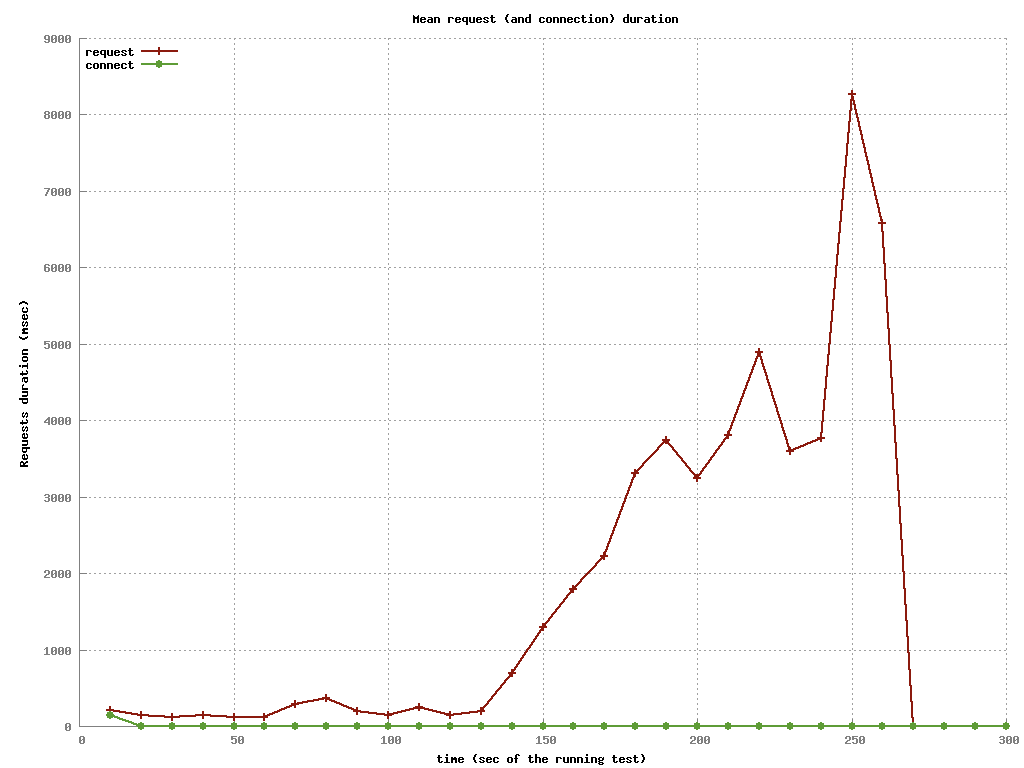 Mean request (and connection) duration
9000
request
connect
8000
7000
6000
5000
4000
3000
2000
1000
0
Requests duration (msec)
0 50 100 150 200 250 300
time (sec of the running test)